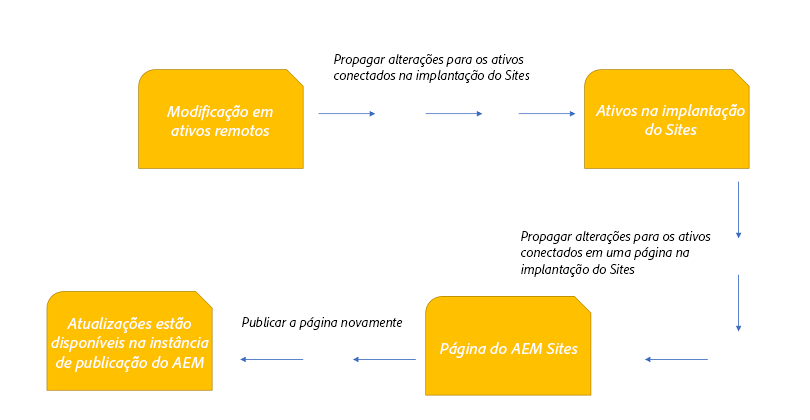 Propagar alterações para os ativos
conectados na implantação do Sites
Modificação em
ativos remotos
Ativos na implantação
do Sites
Propagar alterações para os ativos
conectados em uma página na
implantação do Sites
Página do AEM Sites
Publicar a página novamente
Atualizações estão
disponíveis na instância
de publicação do AEM